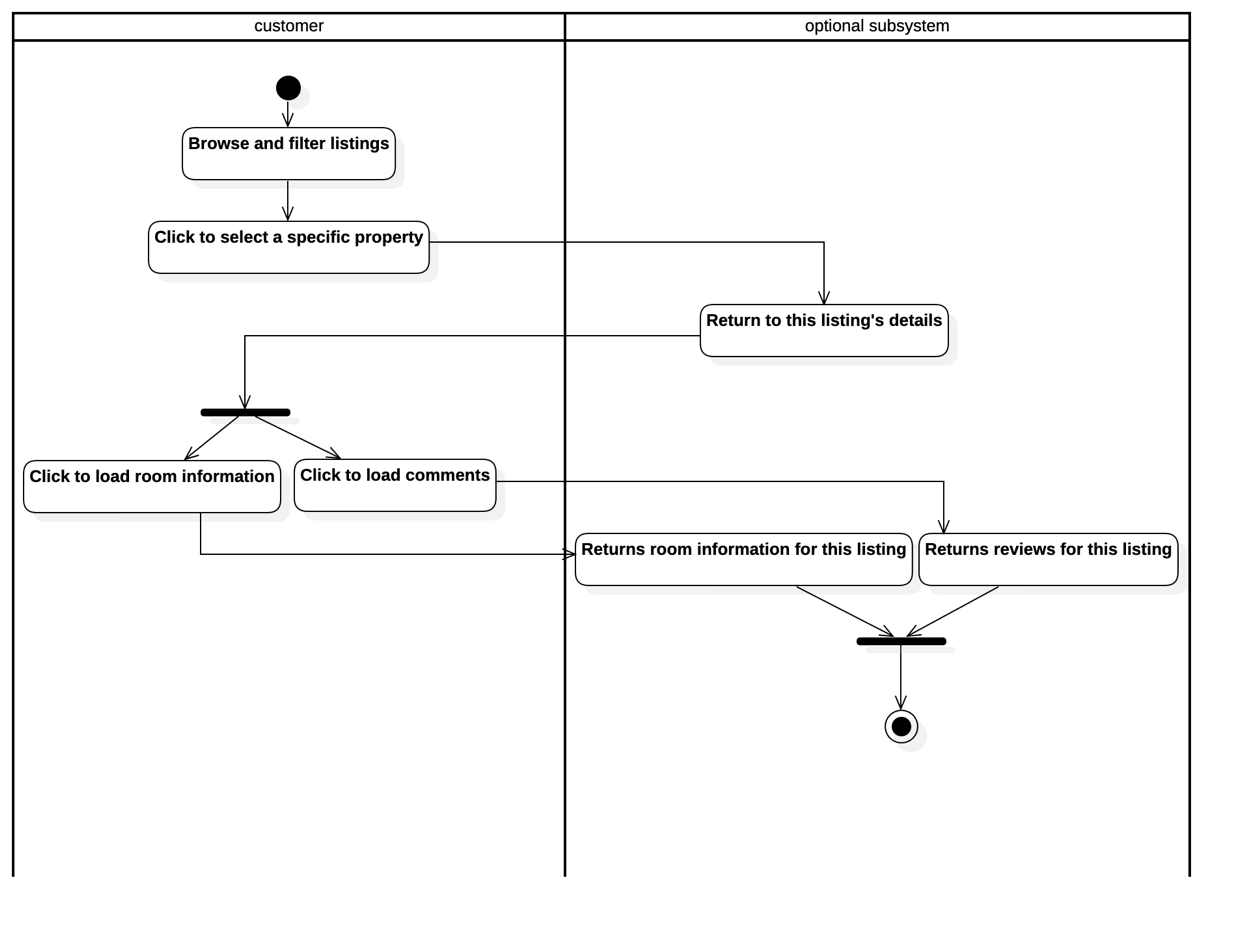 customer
optional subsystem
Browse and filter listings
Click to select a specific property
Return to this listing's details
Click to load room information
Click to load comments
Returns room information for this listing
Returns reviews for this listing